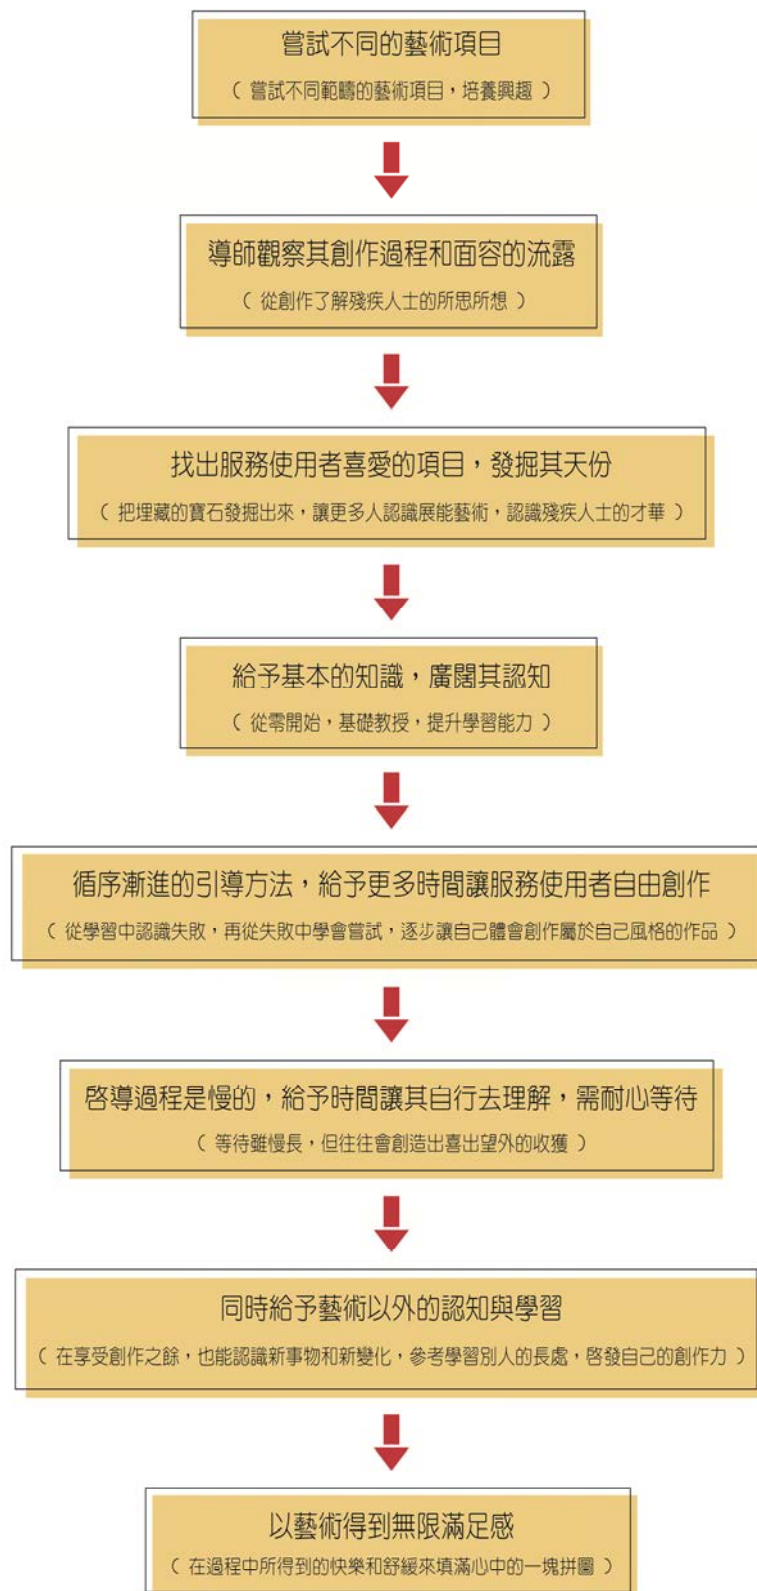 嘗試不同的藝術項目
（ 嘗試不同範疇的藝術項目，培養興趣 ）
導師觀察其創作過程和面容的流露
（ 從創作了解殘疾人士的所思所想 ）
找出服務使用者喜愛的項目，發掘其天份
（ 把埋藏的寶石發掘出來，讓更多人認識展能藝術，認識殘疾人士的才華 ）
給予基本的知識，廣闊其認知
（ 從零開始，基礎教授，提升學習能力 ）
循序漸進的引導方法，給予更多時間讓服務使用者自由創作
（ 從學習中認識失敗，再從失敗中學會嘗試，逐步讓自己體會創作屬於自己風格的作品 ）
啓導過程是慢的，給予時間讓其自行去理解，需耐心等待
（ 等待雖慢長，但往往會創造出喜出望外的收獲 ）
同時給予藝術以外的認知與學習
（ 在享受創作之餘，也能認識新事物和新變化，參考學習別人的長處，啓發自己的創作力 ）
以藝術得到無限滿足感
（ 在過程中所得到的快樂和舒緩來填滿心中的一塊拼圖 ）